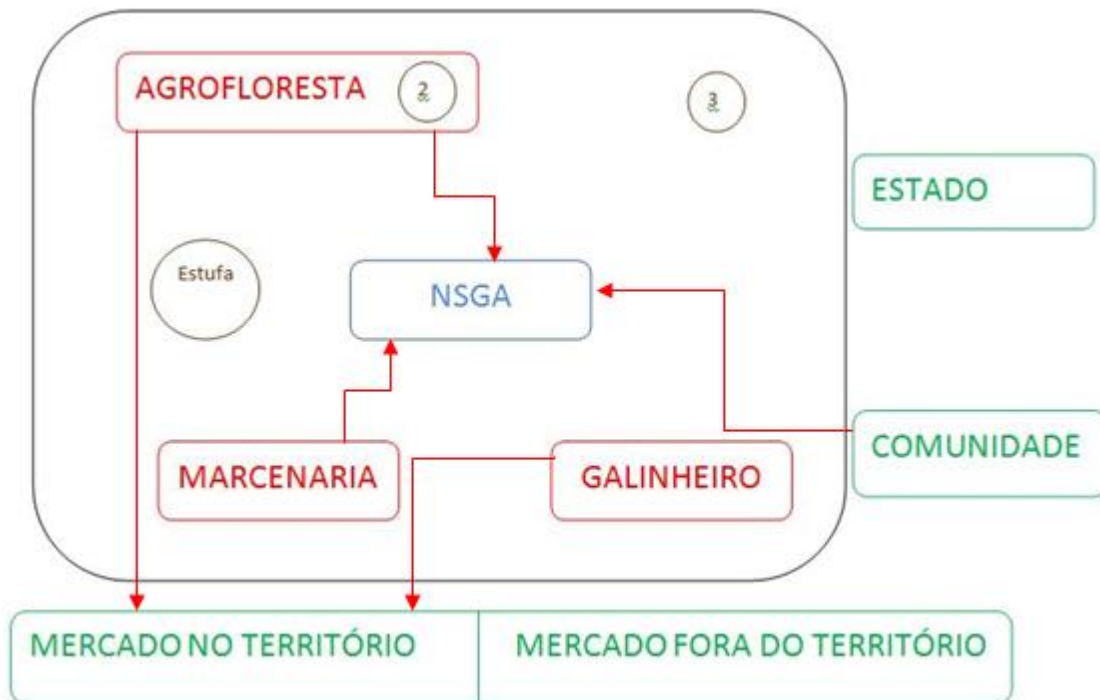 AGROFLORESTA
2
3
ESTADO
Estufa
NSGA
COMUNIDADE
MARCENARIA
GALINHEIRO
MERCADO NO TERRITÓRIO
MERCADO FORA DO TERRITÓRIO